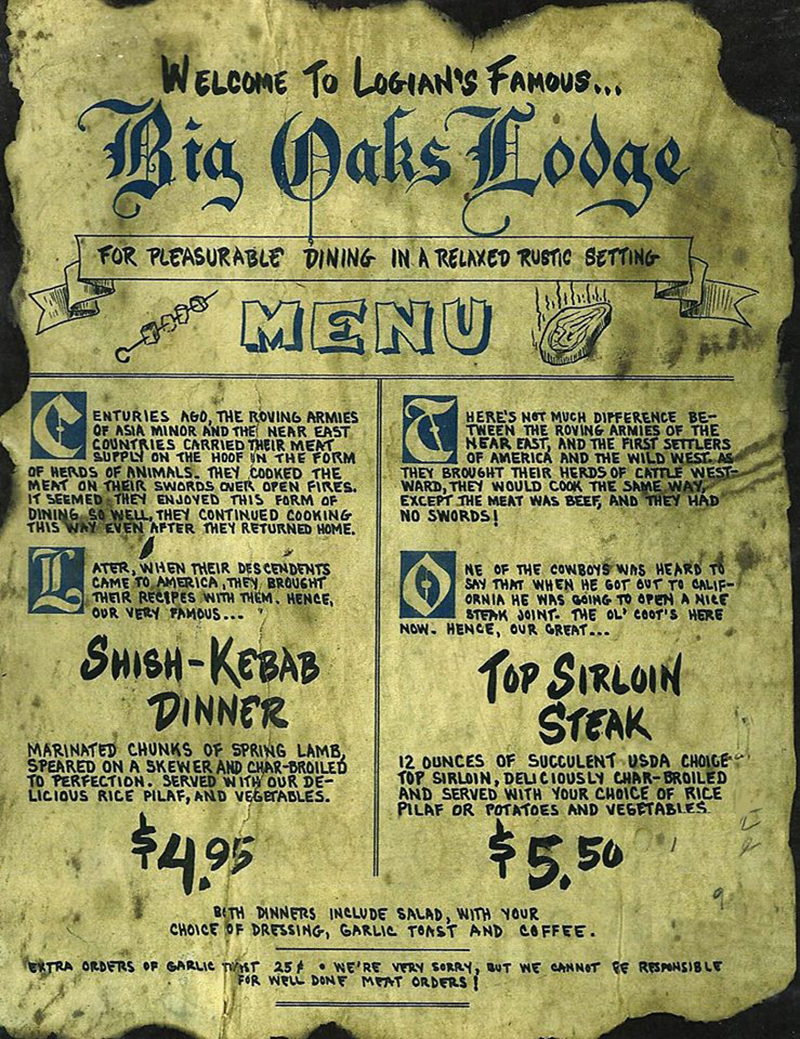 WELCOME TO LOGIAN'S FAMOUS...
Big Oaks Lodge
FOR PLEASURABLE DINING IN A RELAXED RUSTIC SETTING
MENU
CENTURIES AGO, THE ROVING ARMIES
OF ASIA MINOR AND THE NEAR EAST
COUNTRIES CARRIED THEIR MEAT
SUPPLY ON THE HOOF IN THE FORM
OF HERDS OF ANIMALS. THEY COOKED THE
MEAT ON THEIR SWORDS OVER OPEN FIRES.
IT SEEMED THEY ENJOYED THIS FORM OF
DINING SO WELL, THEY CONTINUED COOKING
THIS WAY EVEN AFTER THEY RETURNED HOME.
LATER, WHEN THEIR DESCENDENTS
CAME TO AMERICA, THEY BROUGHT
THEIR RECIPES WITH THEM. HENCE,
OUR VERY FAMOUS...
SHISH-KEBAB
DINNER
MARINATED CHUNKS OF SPRING LAMB,
SPEARED ON A SKEWER AND CHAR-BROILED
TO PERFECTION. SERVED WITH OUR DE-
LICIOUS RICE PILAF, AND VEGETABLES.
$4.95
THERE'S NOT MUCH DIFFERENCE BE-
TWEEN THE ROVING ARMIES OF THE
NEAR EAST, AND THE FIRST SETTLERS
OF AMERICA AND THE WILD WEST. AS
THEY BROUGHT THEIR HERDS OF CATTLE WEST-
WARD, THEY WOULD COOK THE SAME WAY,
EXCEPT THE MEAT WAS BEEF, AND THEY HAD
NO SWORDS!
ONE OF THE COWBOYS WAS HEARD TO
SAY THAT WHEN HE GOT OUT TO CALIF-
ORNIA HE WAS GOING TO OPEN A NICE
STEAK JOINT. THE OL' COOT'S HERE
NOW. HENCE, OUR GREAT...
TOP SIRLOIN
STEAK
12 OUNCES OF SUCCULENT USDA CHOICE
TOP SIRLOIN, DELICIOUSLY CHAR-BROILED
AND SERVED WITH YOUR CHOICE OF RICE
PILAF OR POTATOES AND VEGETABLES.
$5.50
BOTH DINNERS INCLUDE SALAD, WITH YOUR
CHOICE OF DRESSING, GARLIC TOAST AND COFFEE.
EXTRA ORDERS OF GARLIC TOAST 25¢ • WE'RE VERY SORRY, BUT WE CANNOT BE RESPONSIBLE
FOR WELL DONE MEAT ORDERS!